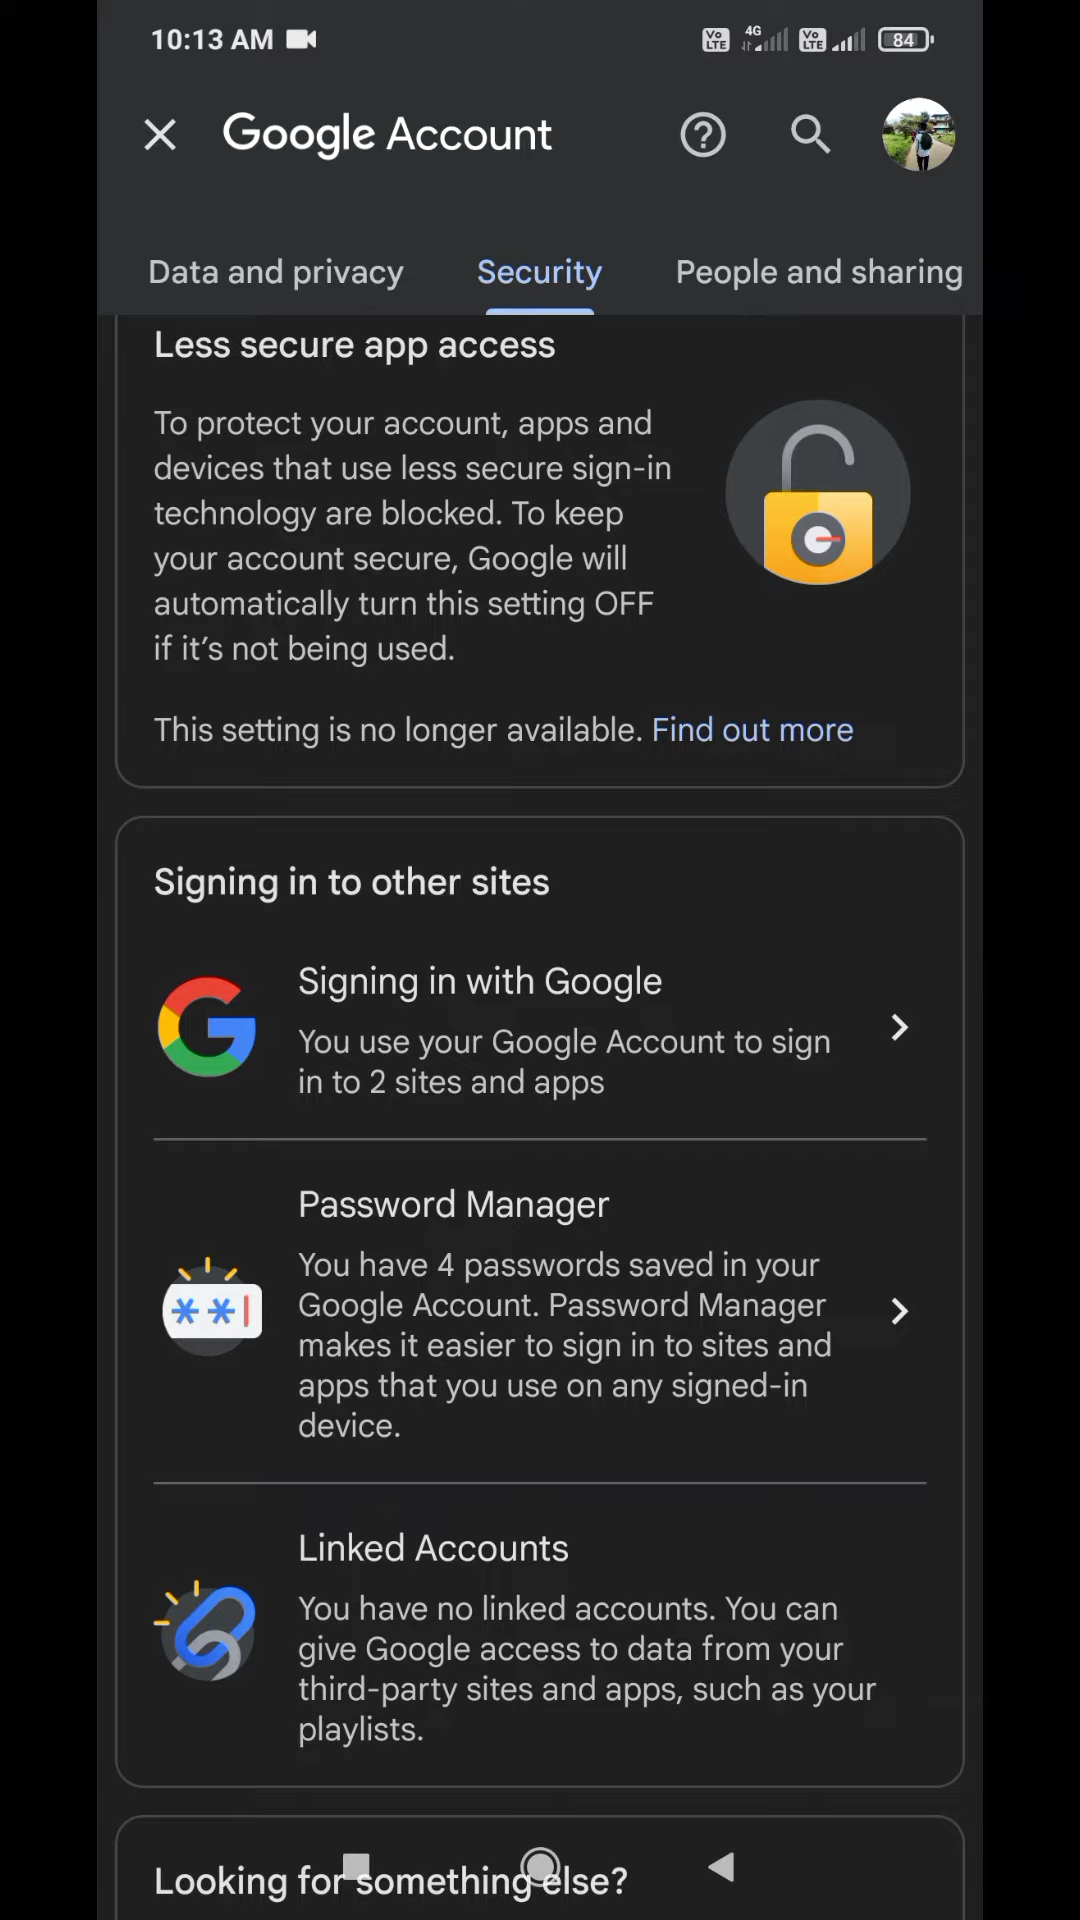 10:13 AM
Vo LTE 4G Vo LTE 84
Google Account
Data and privacy Security People and sharing
Less secure app access
To protect your account, apps and
devices that use less secure sign-in
technology are blocked. To keep
your account secure, Google will
automatically turn this setting OFF
if it’s not being used.
This setting is no longer available. Find out more
Signing in to other sites
Signing in with Google
You use your Google Account to sign
in to 2 sites and apps
Password Manager
You have 4 passwords saved in your
Google Account. Password Manager
makes it easier to sign in to sites and
apps that you use on any signed-in
device.
Linked Accounts
You have no linked accounts. You can
give Google access to data from your
third-party sites and apps, such as your
playlists.
Looking for something else?